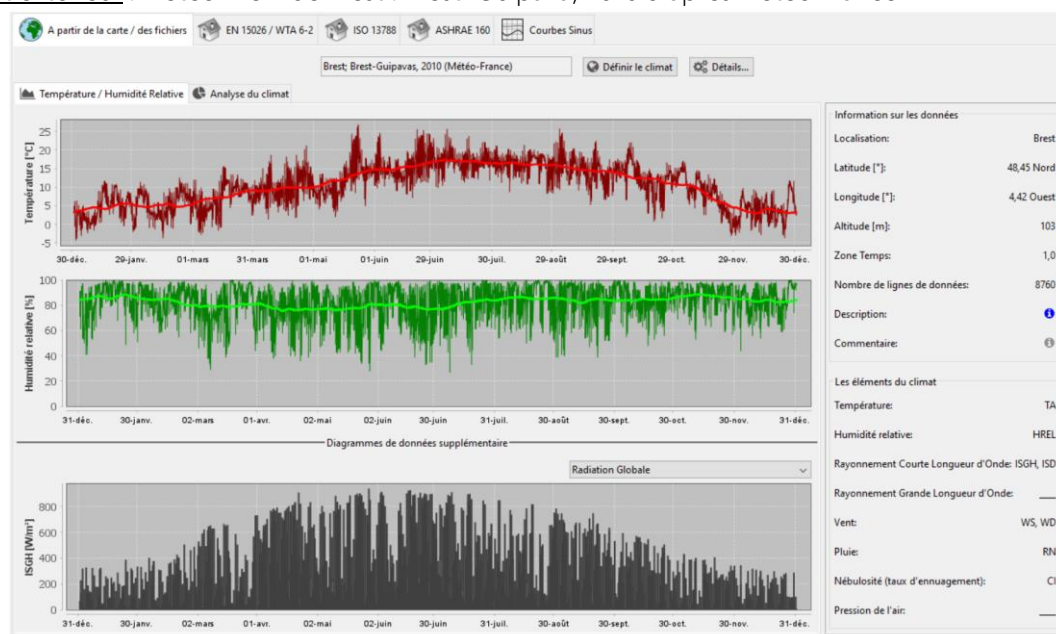 A partir de la carte / des fichiers EN 15026 / WTA 6-2 ISO 13788 ASHRAE 160 Courbes Sinus
Brest; Brest-Guipavas, 2010 (Météo-France) Définir le climat Détails...
Température / Humidité Relative Analyse du climat
Température [°C]
25
20
15
10
5
0
-5
30-déc. 29-janv. 01-mars 31-mars 01-mai 01-juin 29-juin 30-juil. 29-août 29-sept. 29-oct. 29-nov. 30-déc.
Humidité relative [%]
100
80
60
40
20
0
31-déc. 30-janv. 02-mars 01-avr. 02-mai 02-juin 30-juin 31-juil. 30-août 30-sept. 30-oct. 30-nov. 31-déc.
Diagrammes de données supplémentaire
Radiation Globale
ISGH [W/m²]
800
600
400
200
0
31-déc. 30-janv. 02-mars 01-avr. 02-mai 02-juin 30-juin 31-juil. 30-août 30-sept. 30-oct. 30-nov. 31-déc.
Information sur les données
Localisation: Brest
Latitude [°]: 48,45 Nord
Longitude [°]: 4,42 Ouest
Altitude [m]: 103
Zone Temps: 1,0
Nombre de lignes de données: 8760
Description:
Commentaire:
Les éléments du climat
Température: TA
Humidité relative: HREL
Rayonnement Courte Longueur d'Onde: ISGH, ISD
Rayonnement Grande Longueur d'Onde: __
Vent: WS, WD
Pluie: RN
Nébulosité (taux d'ennuagement): CI
Pression de l'air: __